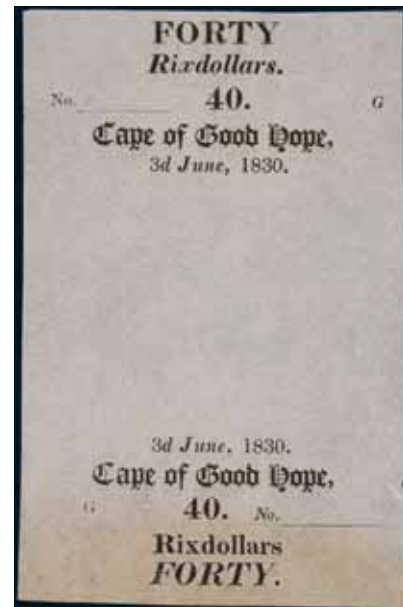 FORTY
Rixdollars.
No. 40. G
Cape of Good Hope,
3d June, 1830.
3d June, 1830.
Cape of Good Hope,
G 40. No.
Rixdollars
FORTY.